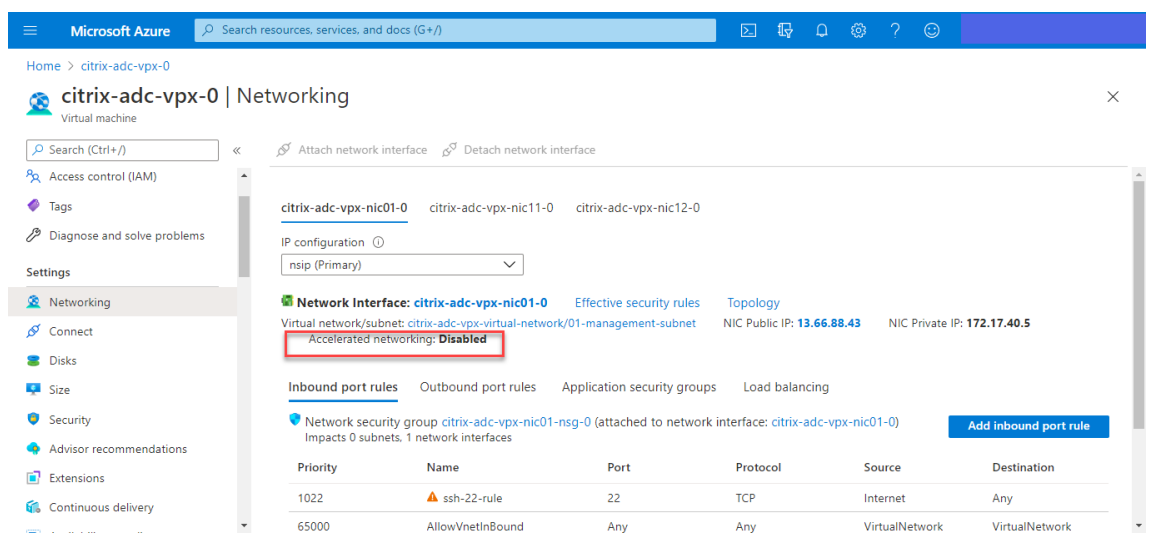 Microsoft Azure
Search resources, services, and docs (G+/)
Home > citrix-adc-vpx-0
citrix-adc-vpx-0 | Networking
Virtual machine
Search (Ctrl+/)
«
Attach network interface
Detach network interface
Access control (IAM)
Tags
Diagnose and solve problems
Settings
Networking
Connect
Disks
Size
Security
Advisor recommendations
Extensions
Continuous delivery
citrix-adc-vpx-nic01-0 citrix-adc-vpx-nic11-0 citrix-adc-vpx-nic12-0
IP configuration
nsip (Primary)
Network Interface: citrix-adc-vpx-nic01-0 Effective security rules Topology
Virtual network/subnet: citrix-adc-vpx-virtual-network/01-management-subnet NIC Public IP: 13.66.88.43 NIC Private IP: 172.17.40.5
Accelerated networking: Disabled
Inbound port rules Outbound port rules Application security groups Load balancing
Network security group citrix-adc-vpx-nic01-nsg-0 (attached to network interface: citrix-adc-vpx-nic01-0)
Impacts 0 subnets, 1 network interfaces
Add inbound port rule
Priority Name Port Protocol Source Destination
1022 ssh-22-rule 22 TCP Internet Any
65000 AllowVnetInBound Any Any VirtualNetwork VirtualNetwork